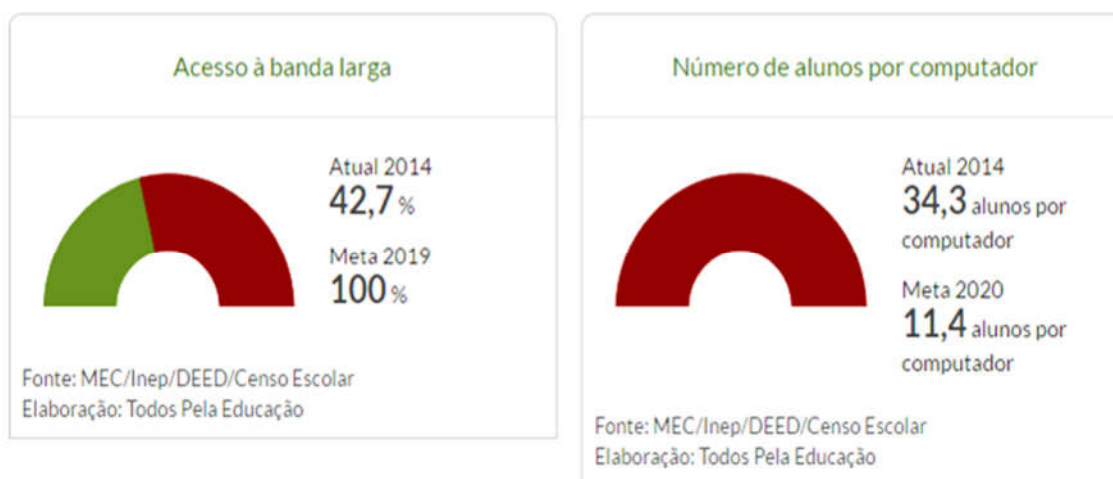 Acesso à banda larga
Atual 2014
42,7 %
Meta 2019
100 %
Fonte: MEC/Inep/DEED/Censo Escolar
Elaboração: Todos Pela Educação
Número de alunos por computador
Atual 2014
34,3 alunos por
computador
Meta 2020
11,4 alunos por
computador
Fonte: MEC/Inep/DEED/Censo Escolar
Elaboração: Todos Pela Educação